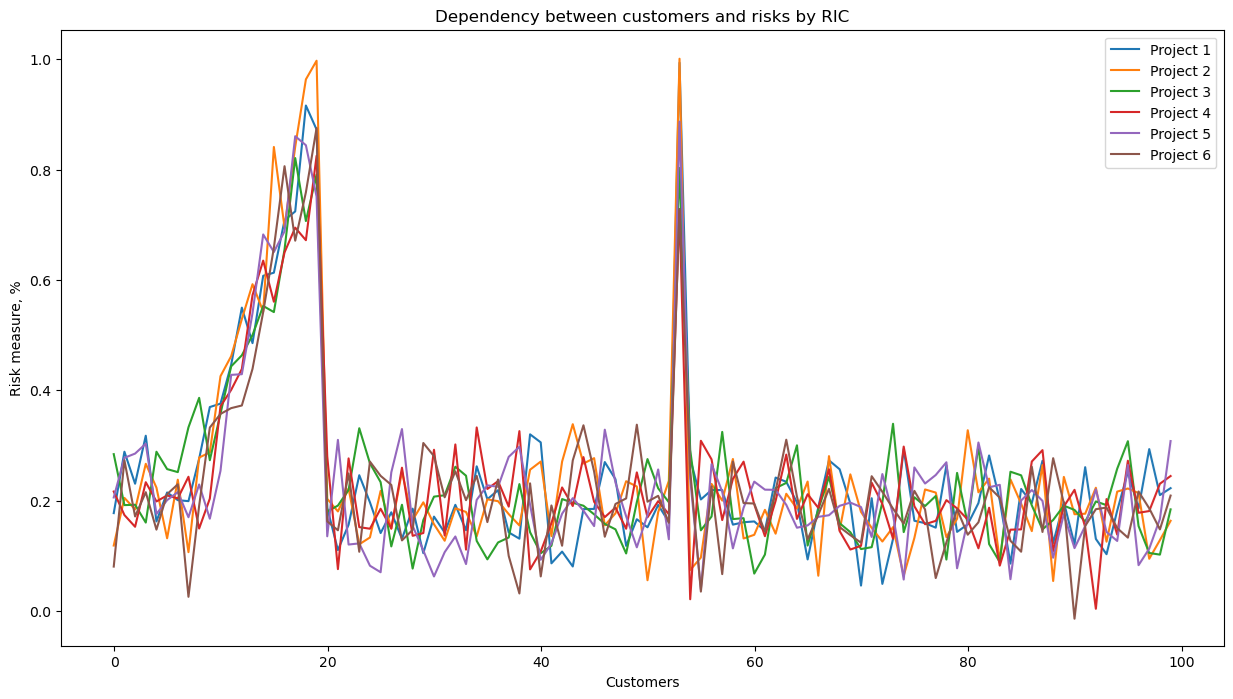 Dependency between customers and risks by RIC
Project 1
Project 2
Project 3
Project 4
Project 5
Project 6
Risk measure, %
1.0
0.8
0.6
0.4
0.2
0.0
0
20
40
60
80
100
Customers